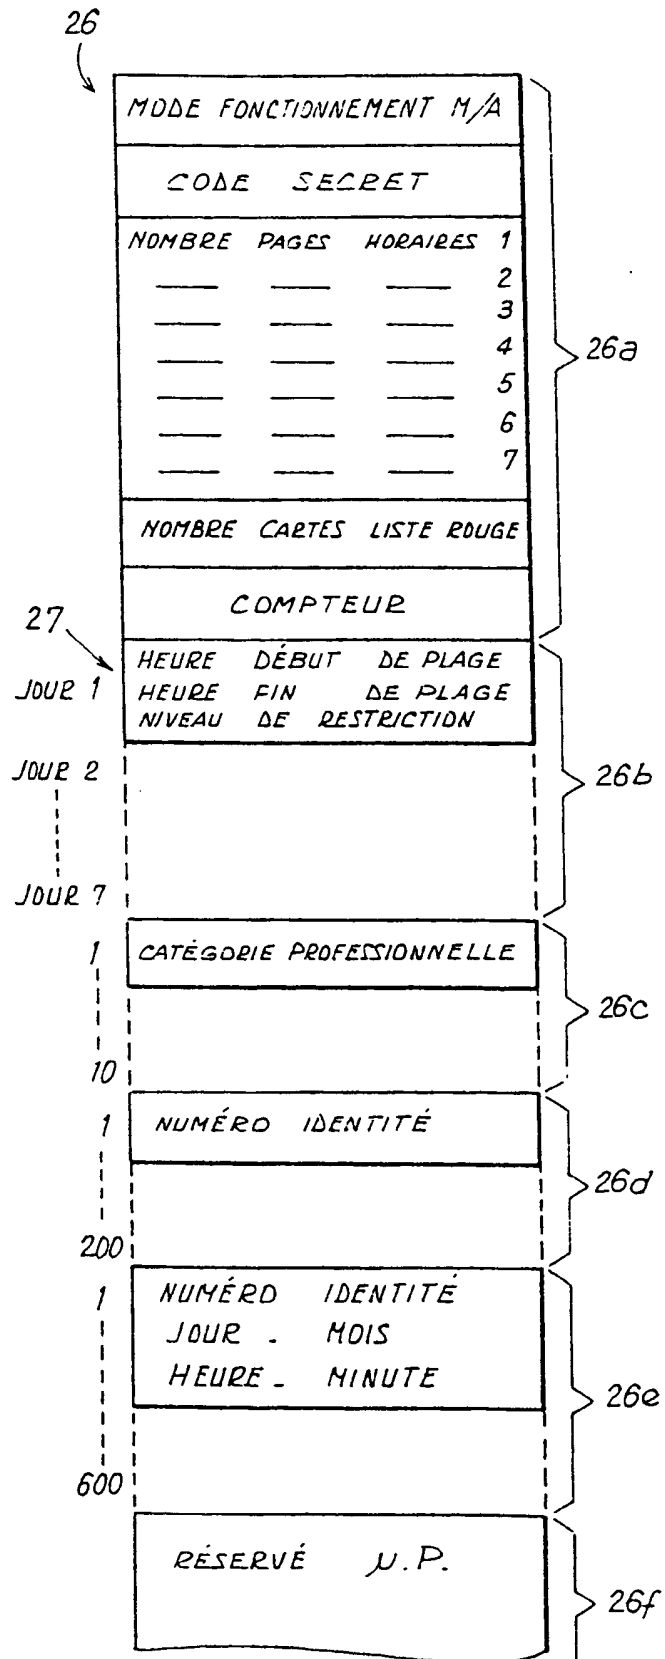 26
MODE FONCTIONNEMENT M/A
CODE SECRET
NOMBRE PAGES HORAIRES 1
2
3
4
5
6
7
26a
NOMBRE CARTES LISTE ROUGE
COMPTEUR
27
JOUR 1
HEURE DÉBUT DE PLAGE
HEURE FIN DE PLAGE
NIVEAU DE RESTRICTION
JOUR 2
JOUR 7
26b
1
CATÉGORIE PROFESSIONNELLE
10
26c
1
NUMÉRO IDENTITÉ
200
26d
1
NUMÉRO IDENTITÉ
JOUR - MOIS
HEURE - MINUTE
600
26e
RÉSERVÉ µ.P.
26f